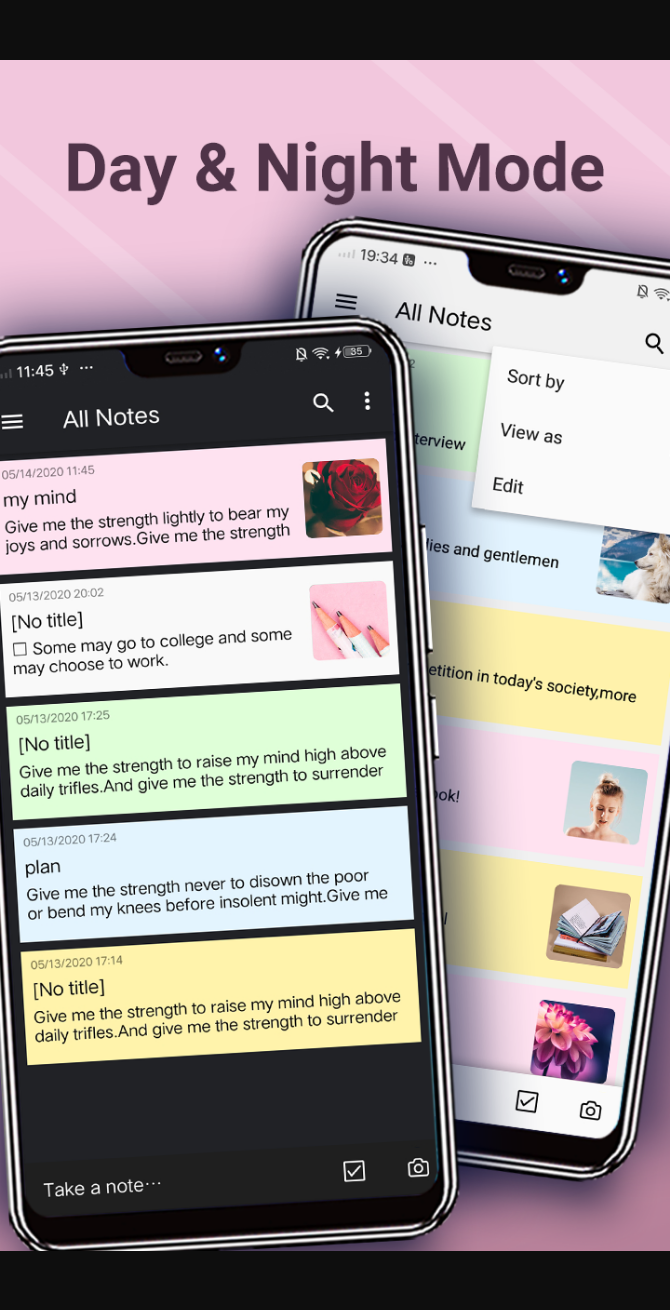 Day & Night Mode
19:34 ...
All Notes
Sort by
View as
Edit
terview
ies and gentlemen
etition in today's society,more
ok!
11:45 ...
35
All Notes
05/14/2020 11:45
my mind
Give me the strength lightly to bear my
joys and sorrows.Give me the strength
05/13/2020 20:02
[No title]
☐ Some may go to college and some
may choose to work.
05/13/2020 17:25
[No title]
Give me the strength to raise my mind high above
daily trifles.And give me the strength to surrender
05/13/2020 17:24
plan
Give me the strength never to disown the poor
or bend my knees before insolent might.Give me
05/13/2020 17:14
[No title]
Give me the strength to raise my mind high above
daily trifles.And give me the strength to surrender
Take a note...